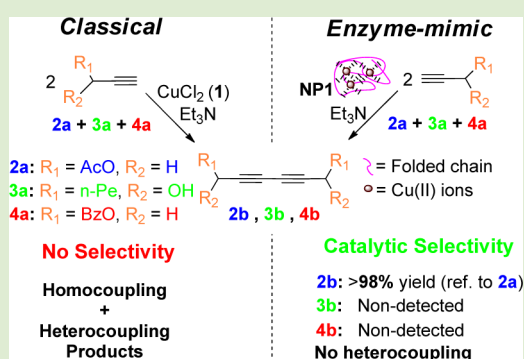 Classical
R₁
2
R₂
2a + 3a + 4a
CuCl₂ (1)
Et₃N
2a: R₁ = AcO, R₂ = H
3a: R₁ = n-Pe, R₂ = OH
4a: R₁ = BzO, R₂ = H
No Selectivity
Homocoupling
+
Heterocoupling
Products
Enzyme-mimic
NP1
2
R₁
R₂
Et₃N
2a + 3a + 4a
= Folded chain
= Cu(II) ions
R₁
R₁
R₂
R₂
2b , 3b , 4b
Catalytic Selectivity
2b: >98% yield (ref. to 2a)
3b: Non-detected
4b: Non-detected
No heterocoupling